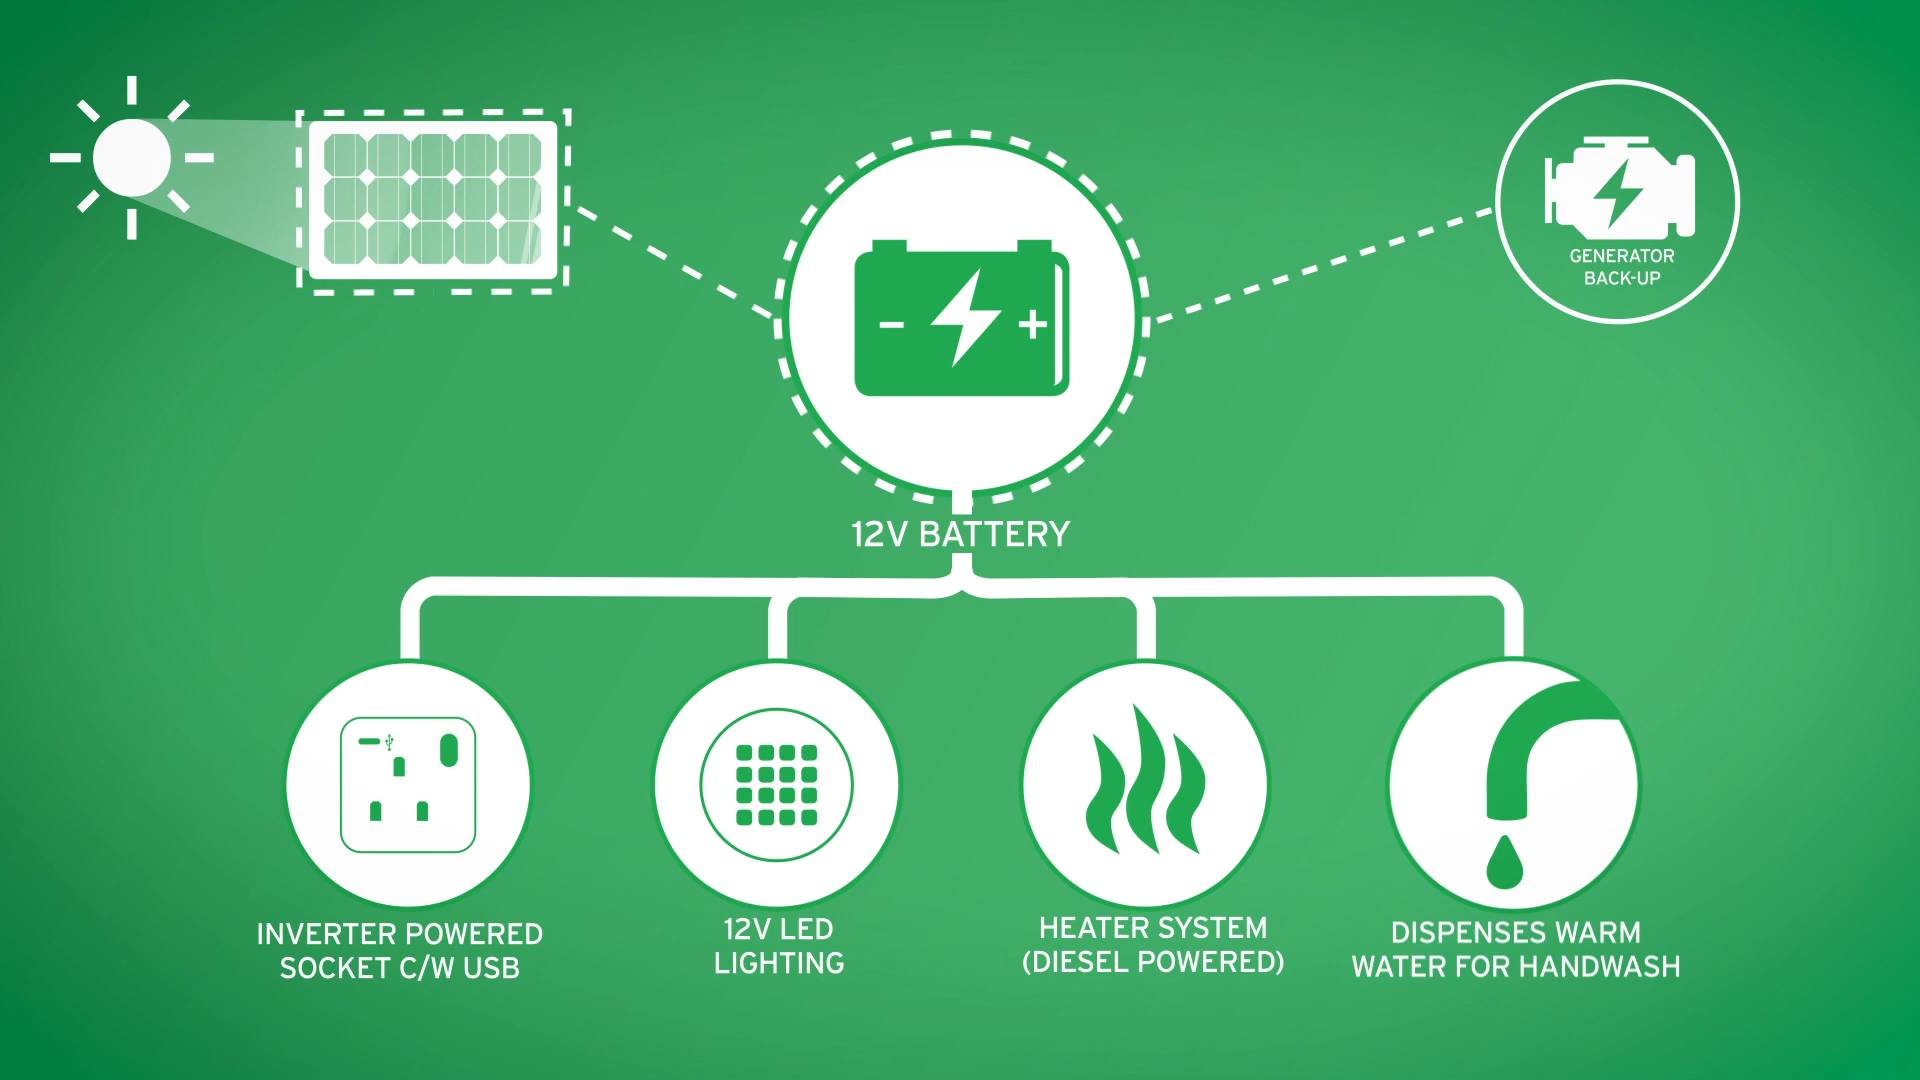 GENERATOR
BACK-UP
12V BATTERY
INVERTER POWERED
SOCKET C/W USB
12V LED
LIGHTING
HEATER SYSTEM
(DIESEL POWERED)
DISPENSES WARM
WATER FOR HANDWASH